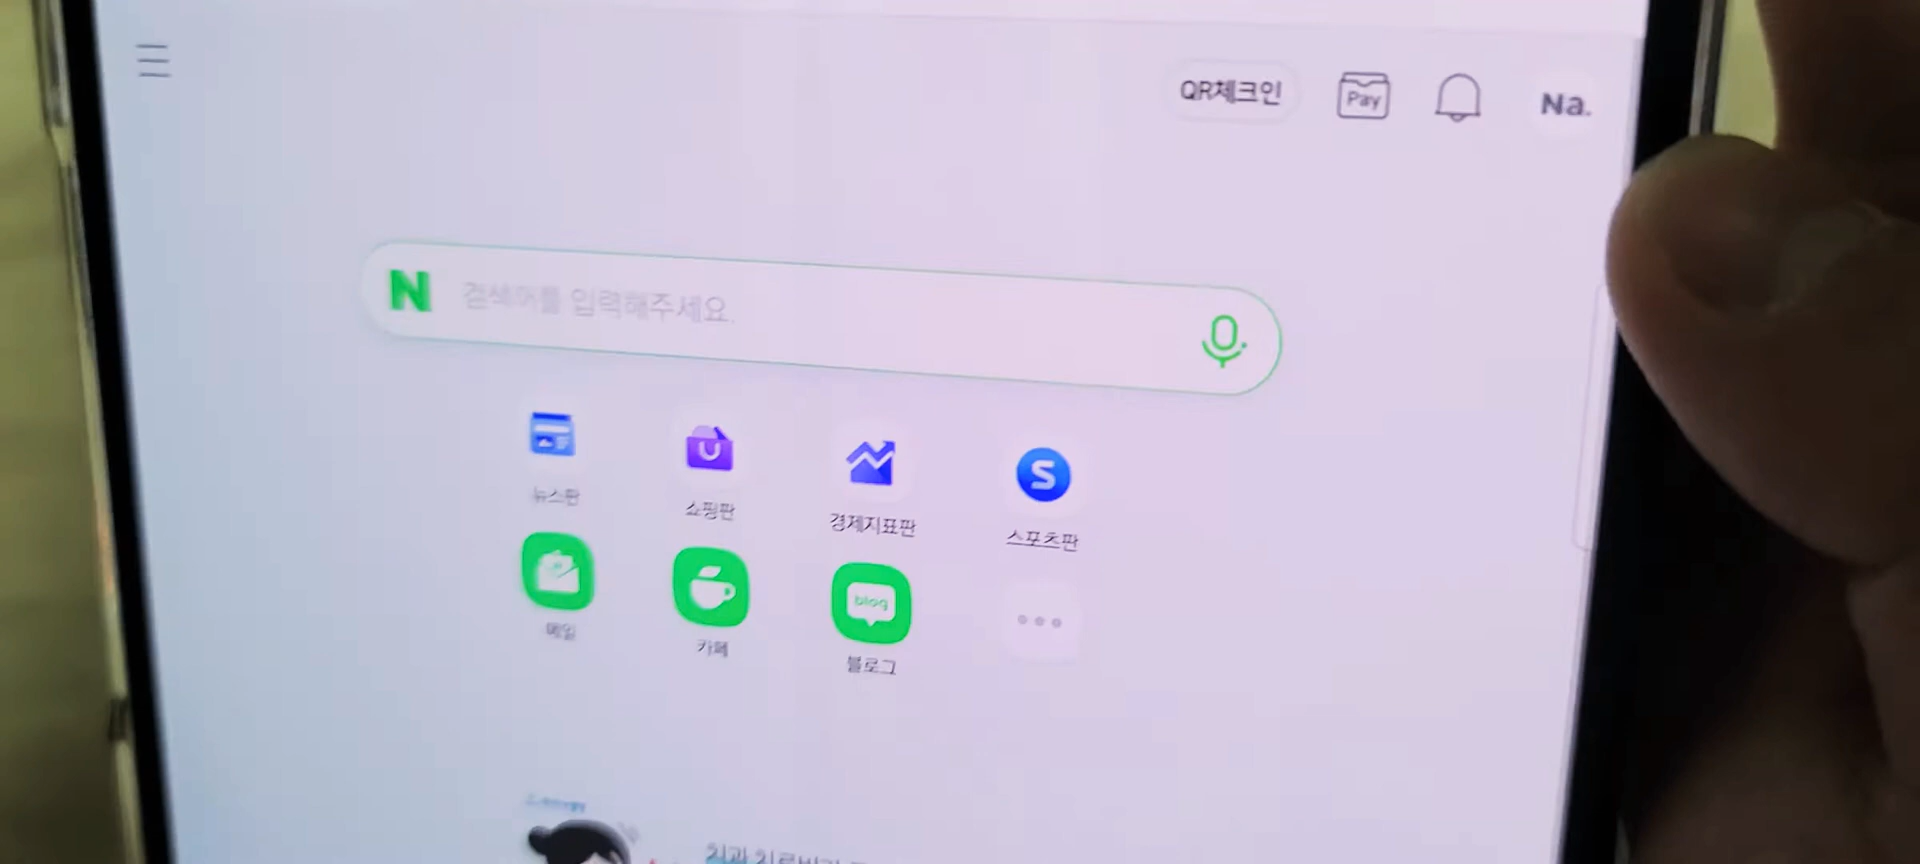 QR체크인
Pay
Na.
N 검색어를 입력해주세요.
뉴스판
쇼핑판
경제지표판
S
스포츠판
메일
카페
blog
블로그